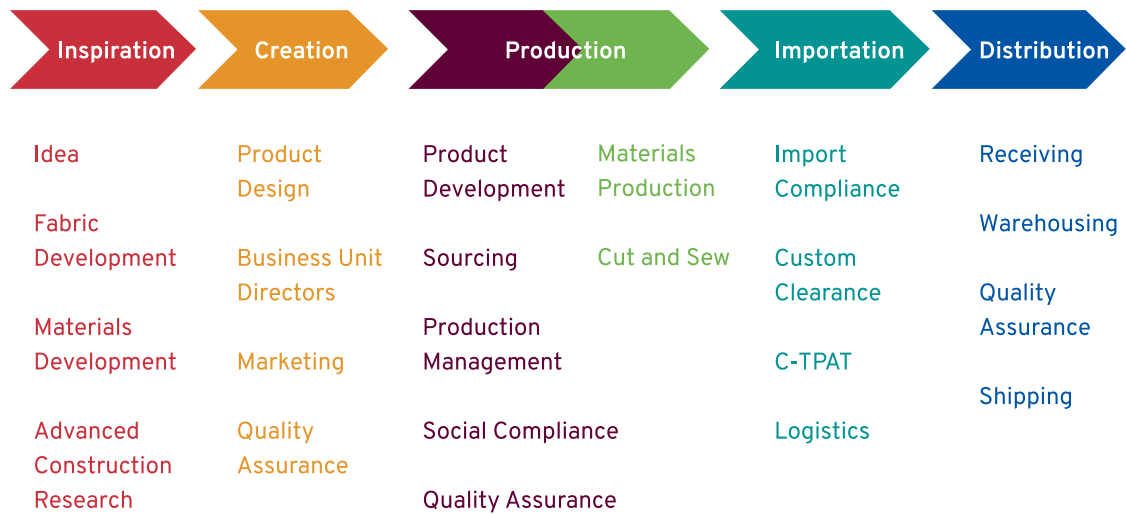 Inspiration
Creation
Production
Importation
Distribution
Idea
Fabric
Development
Materials
Development
Advanced
Construction
Research
Product
Design
Business Unit
Directors
Marketing
Quality
Assurance
Product
Development
Sourcing
Production
Management
Social Compliance
Quality Assurance
Materials
Production
Cut and Sew
Import
Compliance
Custom
Clearance
C-TPAT
Logistics
Receiving
Warehousing
Quality
Assurance
Shipping